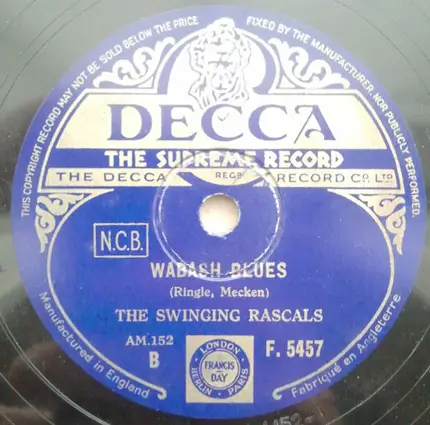 THIS COPYRIGHT RECORD MAY NOT BE SOLD BELOW THE PRICE FIXED BY THE MANUFACTURER, NOR PUBLICLY PERFORMED.
DECCA
THE SUPREME RECORD
THE DECCA REGD RECORD CO. LTD.
N.C.B.
WABASH BLUES
(Ringle, Mecken)
THE SWINGING RASCALS
AM.152
B
F. 5457
LONDON
FRANCIS DAY
BERLIN PARIS
Manufactured in England
Fabriqué en Angleterre